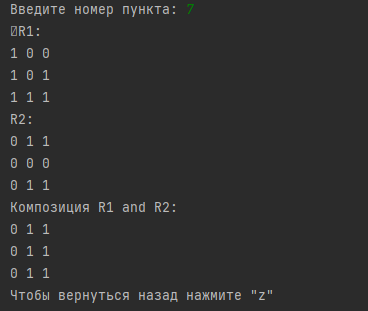 Введите номер пункта: 7
R1:
1 0 0
1 0 1
1 1 1
R2:
0 1 1
0 0 0
0 1 1
Композиция R1 and R2:
0 1 1
0 1 1
0 1 1
Чтобы вернуться назад нажмите "z"